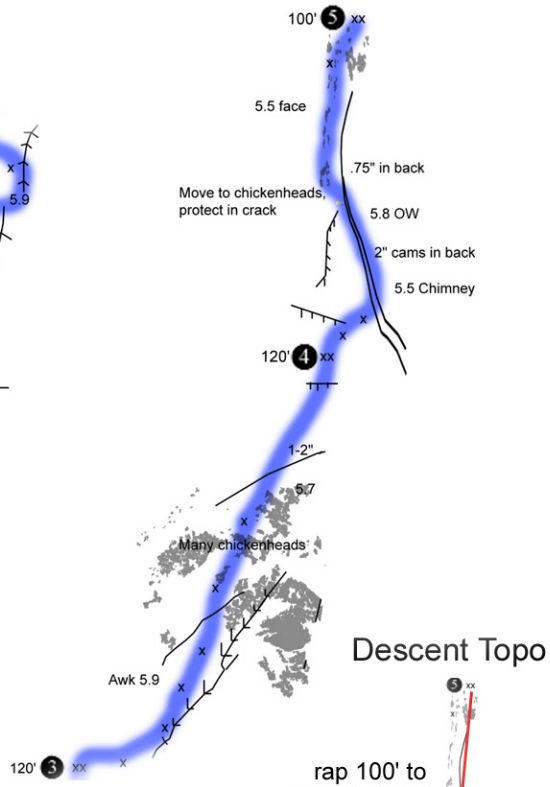 100' 5 xx
x
5.5 face
.75" in back
x
5.9
Move to chickenheads,
protect in crack
5.8 OW
2" cams in back
5.5 Chimney
x
x
120' 4 xx
1-2"
5.7
x
Many chickenheads
x
x
Awk 5.9
x
x
x
120' 3 xx x
Descent Topo
5 xx
x
rap 100' to